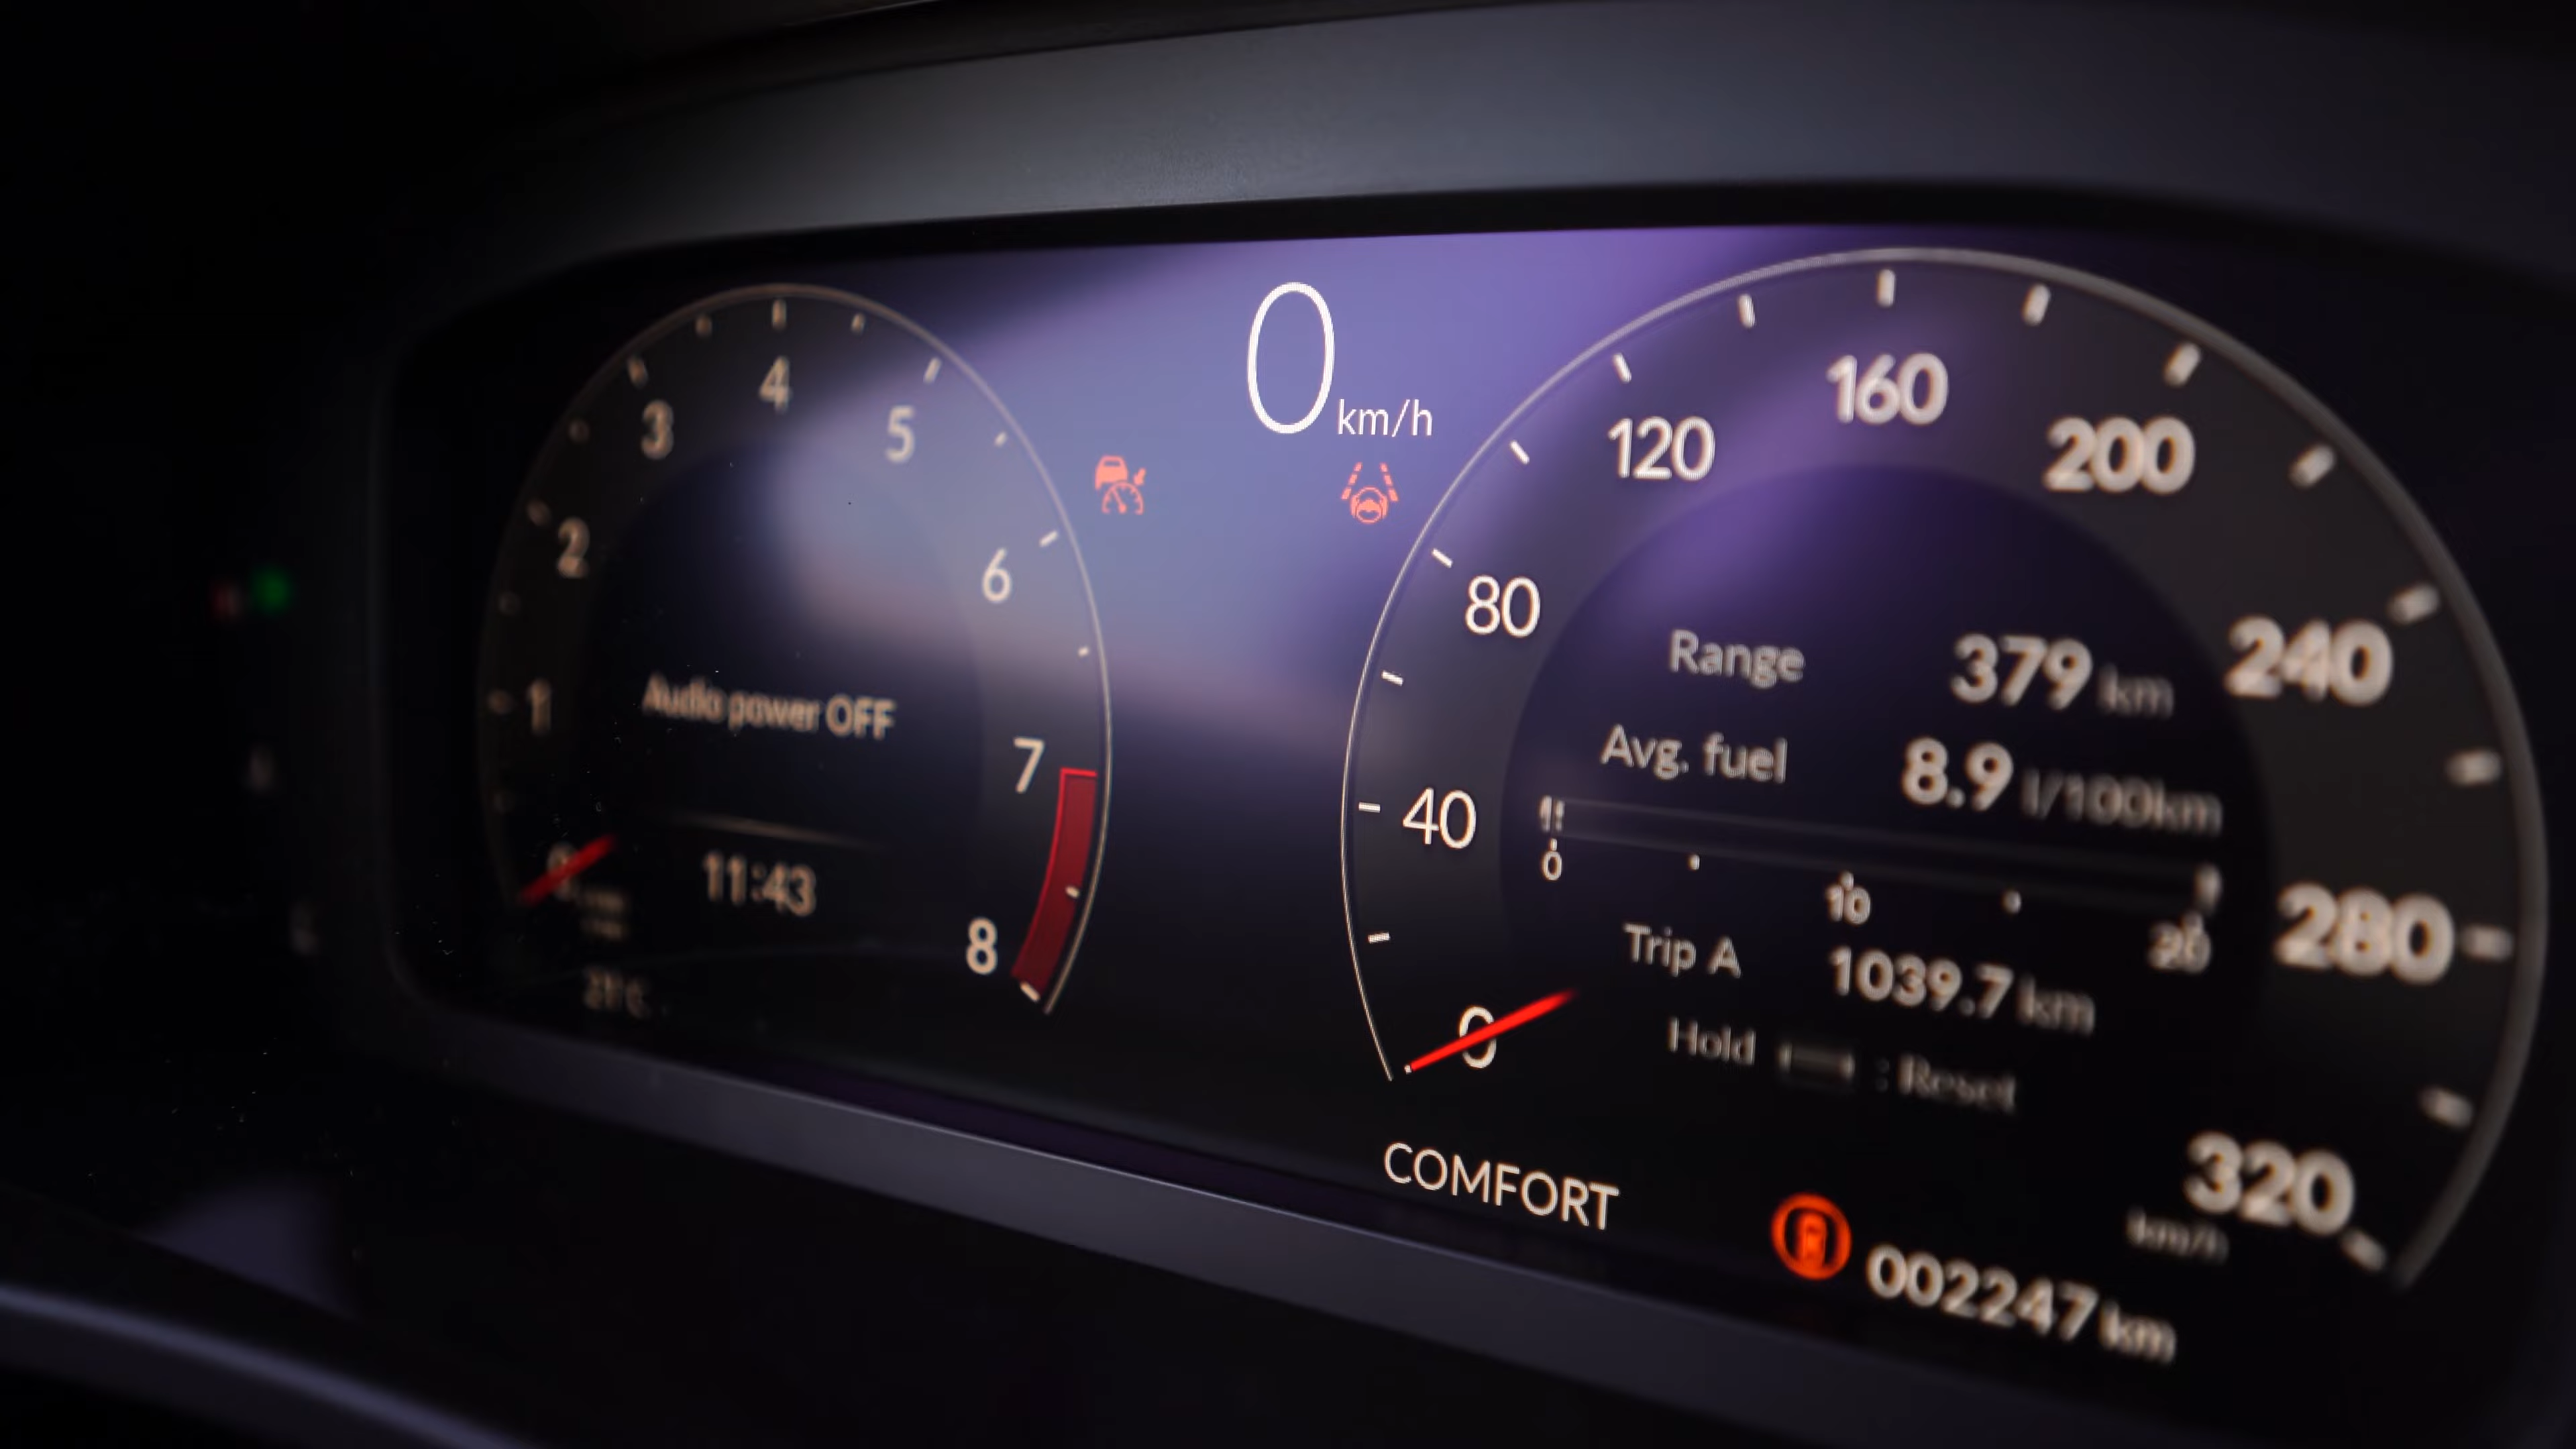 0 km/h
1
2
3
4
5
6
7
8
Audio power OFF
11:43
0
40
80
120
160
200
240
280
320
km/h
Range 379 km
Avg. fuel 8.9 l/100km
0 10 20
Trip A 1039.7 km
Hold : Reset
COMFORT
002247 km